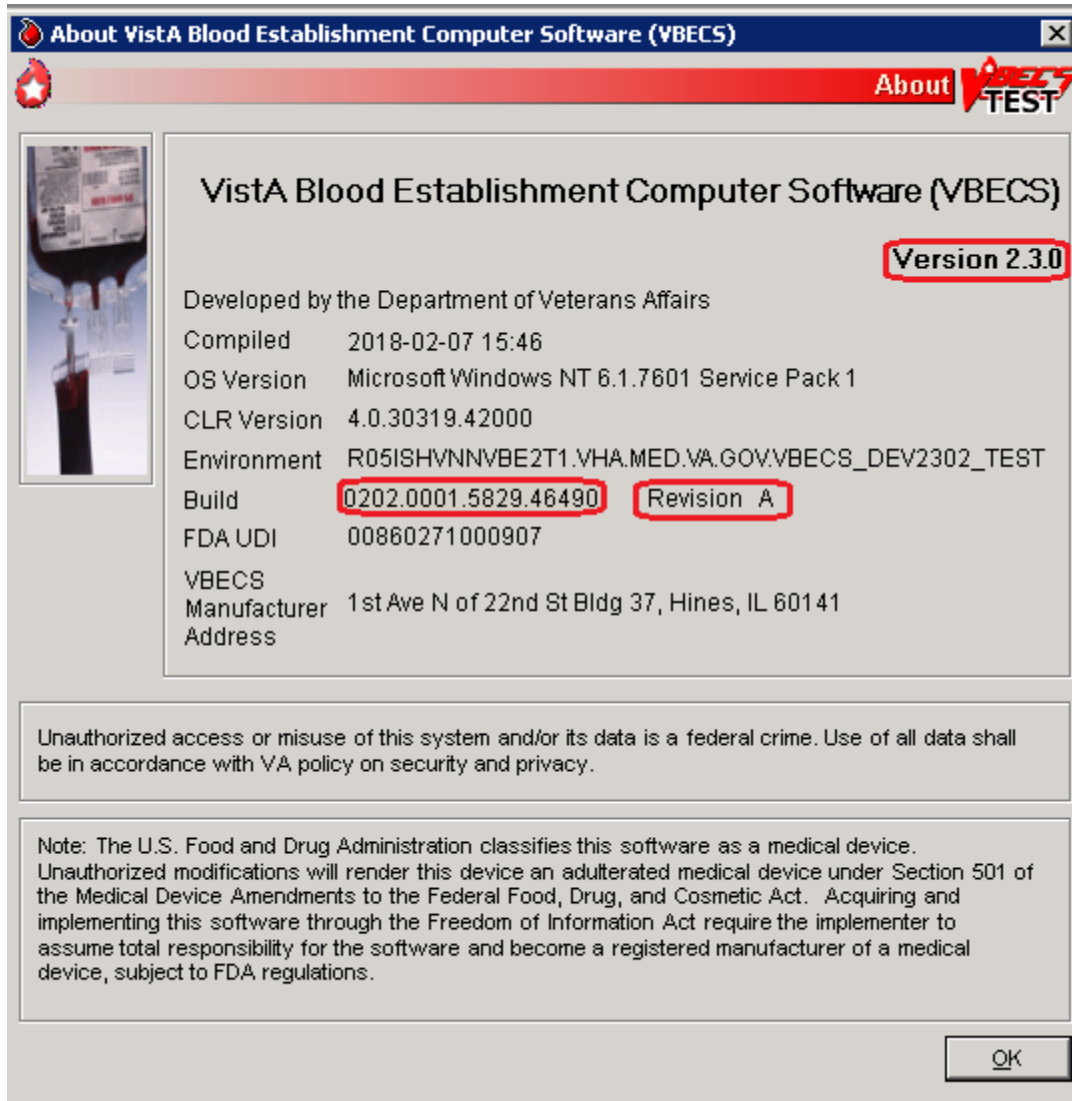 About VistA Blood Establishment Computer Software (VBECS)
About
VBECS
TEST
VistA Blood Establishment Computer Software (VBECS)
Version 2.3.0
Developed by the Department of Veterans Affairs
Compiled 2018-02-07 15:46
OS Version Microsoft Windows NT 6.1.7601 Service Pack 1
CLR Version 4.0.30319.42000
Environment R05ISHVNNVBE2T1.VHA.MED.VA.GOV.VBECS_DEV2302_TEST
Build 0202.0001.5829.46490 Revision A
FDA UDI 00860271000907
VBECS
Manufacturer 1st Ave N of 22nd St Bldg 37, Hines, IL 60141
Address
Unauthorized access or misuse of this system and/or its data is a federal crime. Use of all data shall
be in accordance with VA policy on security and privacy.
Note: The U.S. Food and Drug Administration classifies this software as a medical device.
Unauthorized modifications will render this device an adulterated medical device under Section 501 of
the Medical Device Amendments to the Federal Food, Drug, and Cosmetic Act. Acquiring and
implementing this software through the Freedom of Information Act require the implementer to
assume total responsibility for the software and become a registered manufacturer of a medical
device, subject to FDA regulations.
OK